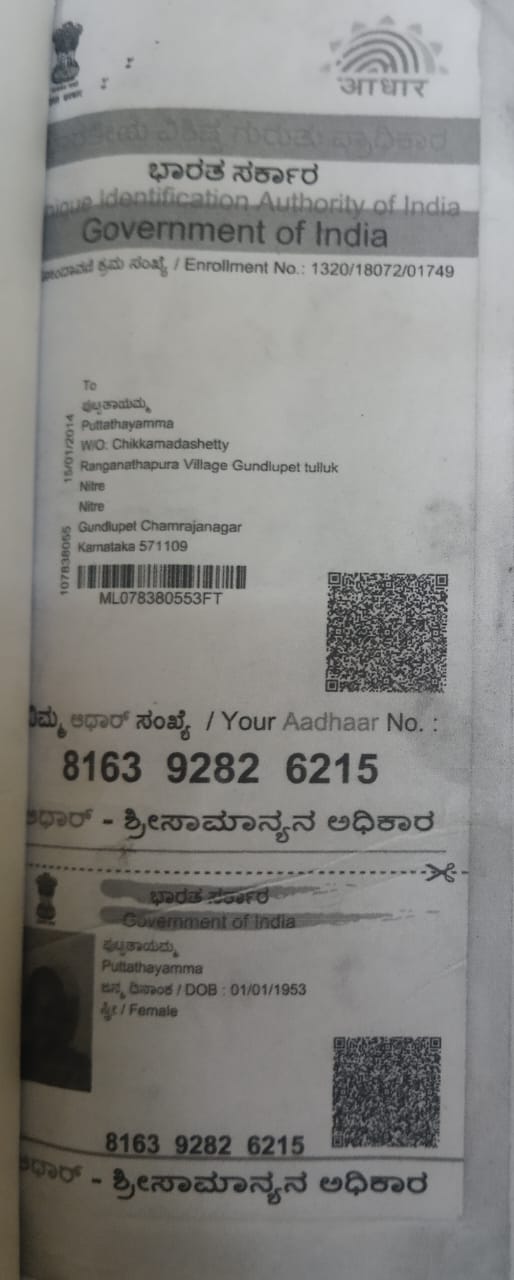 आधार
ಭಾರತೀಯ ವಿಶಿಷ್ಟ ಗುರುತು ಪ್ರಾಧಿಕಾರ
ಭಾರತ ಸರ್ಕಾರ
Identification Authority of India
Government of India
ಕ್ರಮ ಸಂಖ್ಯೆ / Enrollment No.: 1320/18072/01749
To
ಪುಟ್ಟತಾಯಮ್ಮ
Puttathayamma
W/O: Chikkamadashetty
Ranganathapura Village Gundlupet tulluk
Nitre
Nitre
Gundlupet Chamrajanagar
Karnataka 571109
15/01/2014
107838055
ML078380553FT
ನಿಮ್ಮ ಆಧಾರ್ ಸಂಖ್ಯೆ / Your Aadhaar No. :
8163 9282 6215
ಆಧಾರ್ - ಶ್ರೀಸಾಮಾನ್ಯನ ಅಧಿಕಾರ
ಭಾರತ ಸರ್ಕಾರ
Government of India
ಪುಟ್ಟತಾಯಮ್ಮ
Puttathayamma
ಜನ್ಮ ದಿನಾಂಕ / DOB : 01/01/1953
ಸ್ತ್ರೀ / Female
8163 9282 6215
ಆಧಾರ್ - ಶ್ರೀಸಾಮಾನ್ಯನ ಅಧಿಕಾರ